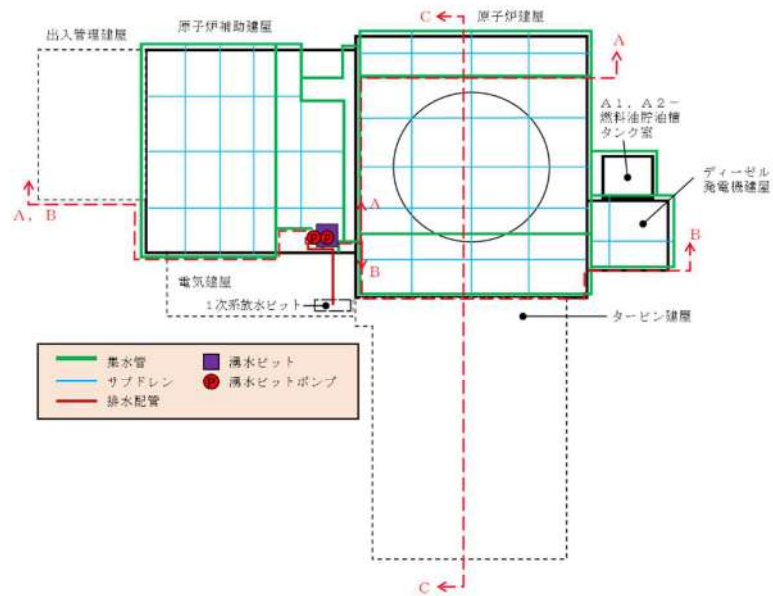 C
原子炉建屋
原子炉補助建屋
出入管理建屋
A
A1,A2-
燃料油貯油槽
タンク室
ディーゼル
発電機建屋
A,B
A
B
B
電気建屋
1次系放水ピット
タービン建屋
集水管
湧水ピット
サブドレン
P
湧水ピットポンプ
排水配管
P
P
C